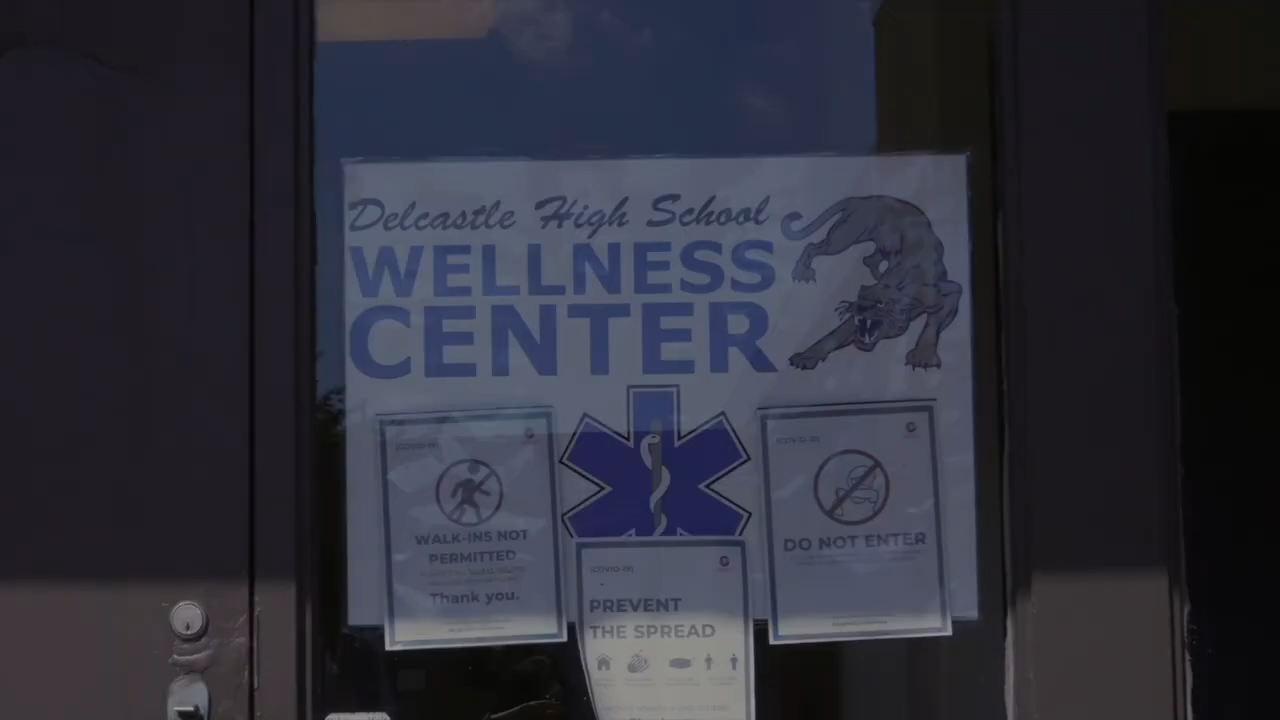 Delcastle High School
WELLNESS
CENTER
(COVID-19)
WALK-INS NOT
PERMITTED
Thank you.
(COVID-19)
DO NOT ENTER
(COVID-19)
PREVENT
THE SPREAD